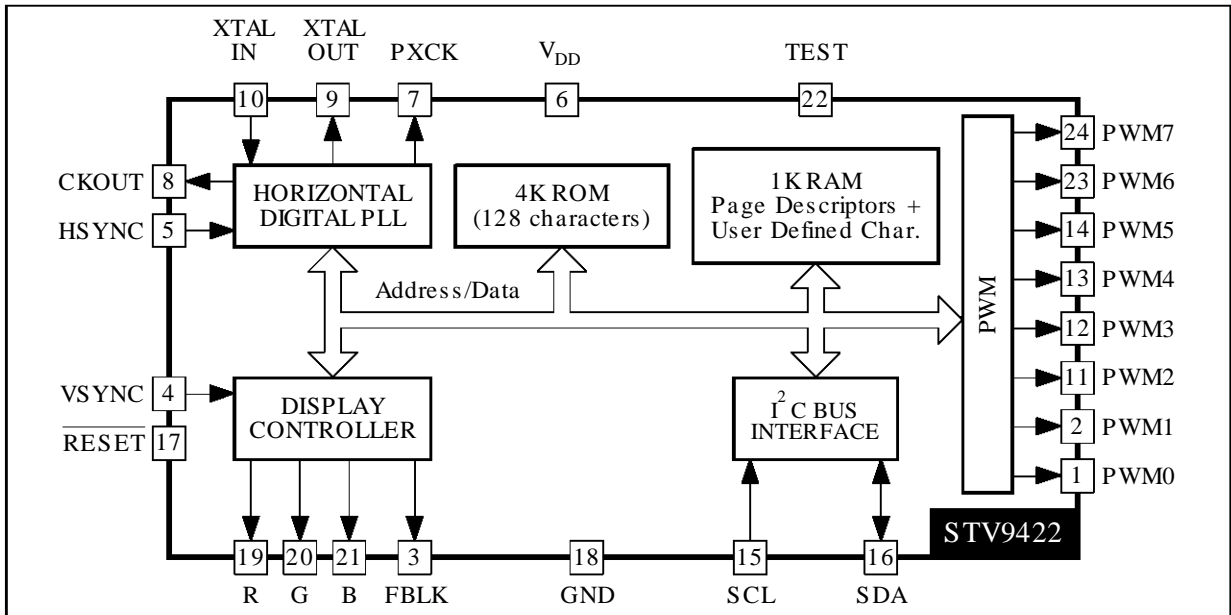 XTAL IN
XTAL OUT
PXCK
VDD
TEST
10
9
7
6
22
CKOUT 8
HSYNC 5
HORIZONTAL
DIGITAL PLL
4K ROM
(128 characters)
1K RAM
Page Descriptors +
User Defined Char.
PWM
24 PWM7
23 PWM6
14 PWM5
13 PWM4
12 PWM3
11 PWM2
2 PWM1
1 PWM0
Address/Data
VSYNC 4
RESET 17
DISPLAY
CONTROLLER
I2C BUS
INTERFACE
STV9422
19
20
21
3
18
15
16
R
G
B
FBLK
GND
SCL
SDA